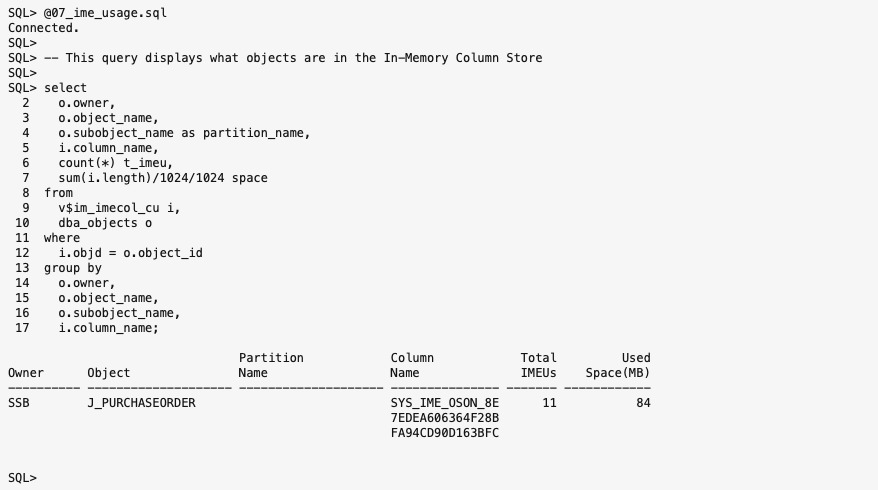 SQL> @07_ime_usage.sql
Connected.
SQL>
SQL> -- This query displays what objects are in the In-Memory Column Store
SQL>
SQL> select
  2    o.owner,
  3    o.object_name,
  4    o.subobject_name as partition_name,
  5    i.column_name,
  6    count(*) t_imeu,
  7    sum(i.length)/1024/1024 space
  8  from
  9    v$im_imecol_cu i,
 10    dba_objects o
 11  where
 12    i.objd = o.object_id
 13  group by
 14    o.owner,
 15    o.object_name,
 16    o.subobject_name,
 17    i.column_name;
                                Partition            Column            Total         Used
Owner      Object               Name                 Name              IMEUs    Space(MB)
---------- -------------------- -------------------- --------------- ------- ------------
SSB        J_PURCHASEORDER                           SYS_IME_OSON_8E      11           84
                                                     7EDEA606364F28B
                                                     FA94CD90D163BFC
SQL>